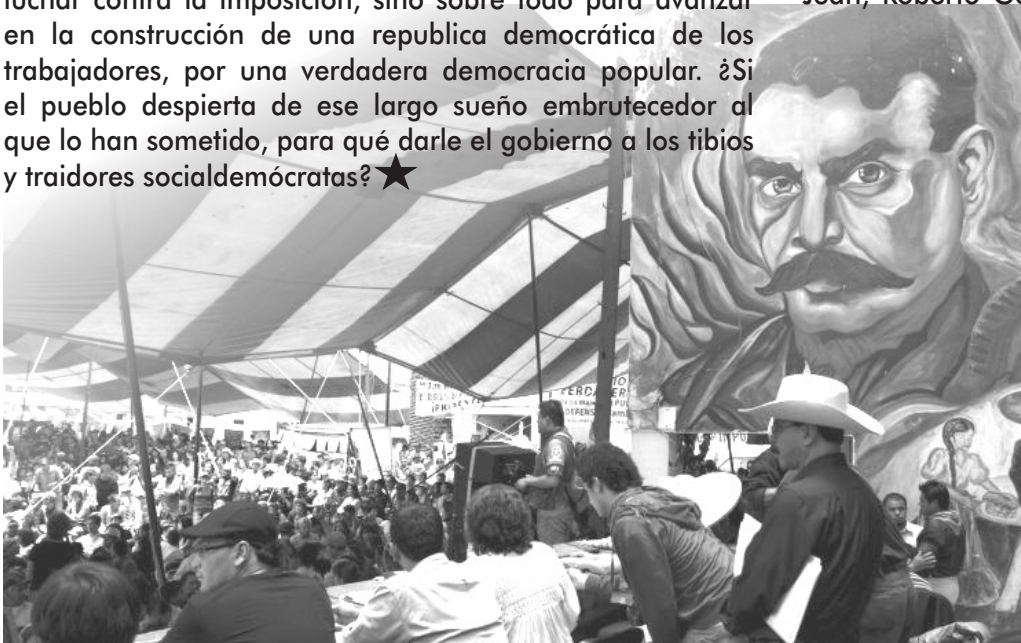 luchar contra la imposición, sino sobre todo para avanzar
en la construcción de una republica democrática de los
trabajadores, por una verdadera democracia popular. ¿Si
el pueblo despierta de ese largo sueño embrutecedor al
que lo han sometido, para qué darle el gobierno a los tibios
y traidores socialdemócratas? ★
Roberto